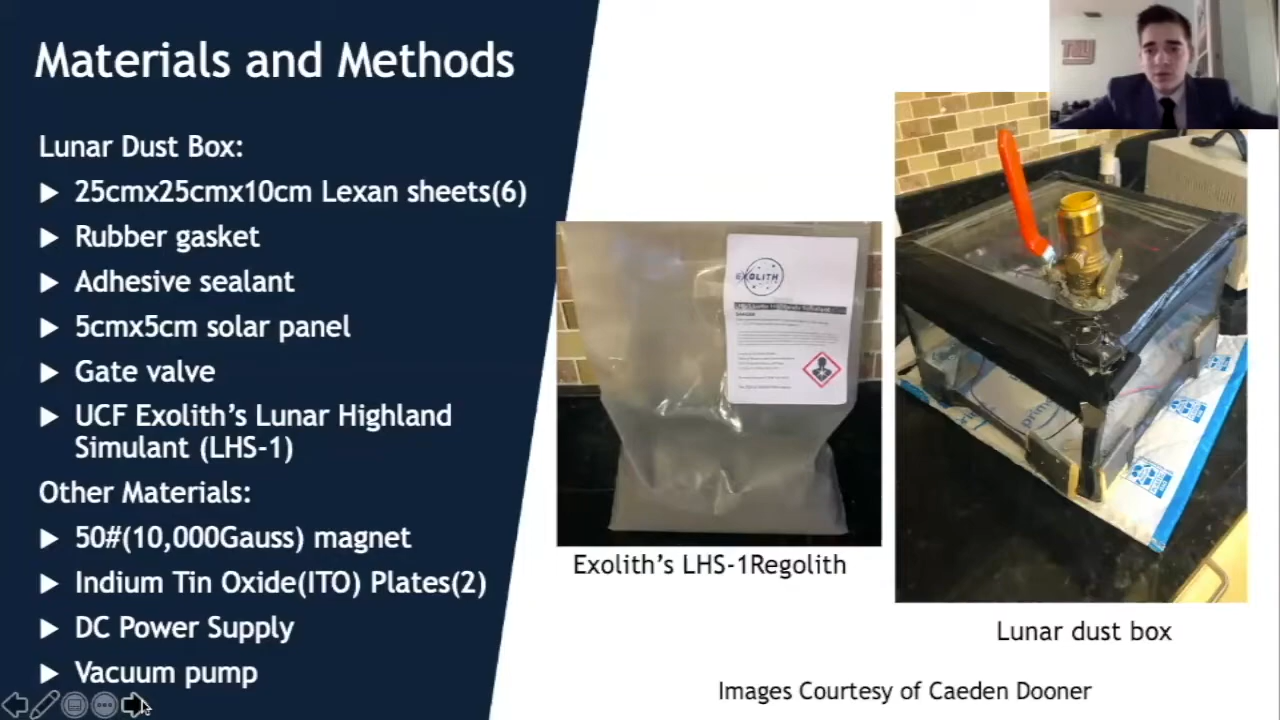 Materials and Methods
Lunar Dust Box:
25cmx25cmx10cm Lexan sheets(6)
Rubber gasket
Adhesive sealant
5cmx5cm solar panel
Gate valve
UCF Exolith’s Lunar Highland
Simulant (LHS-1)
Other Materials:
50#(10,000Gauss) magnet
Indium Tin Oxide(ITO) Plates(2)
DC Power Supply
Vacuum pump
EXOLITH
Exolith’s LHS-1Regolith
prime
Lunar dust box
Images Courtesy of Caeden Dooner